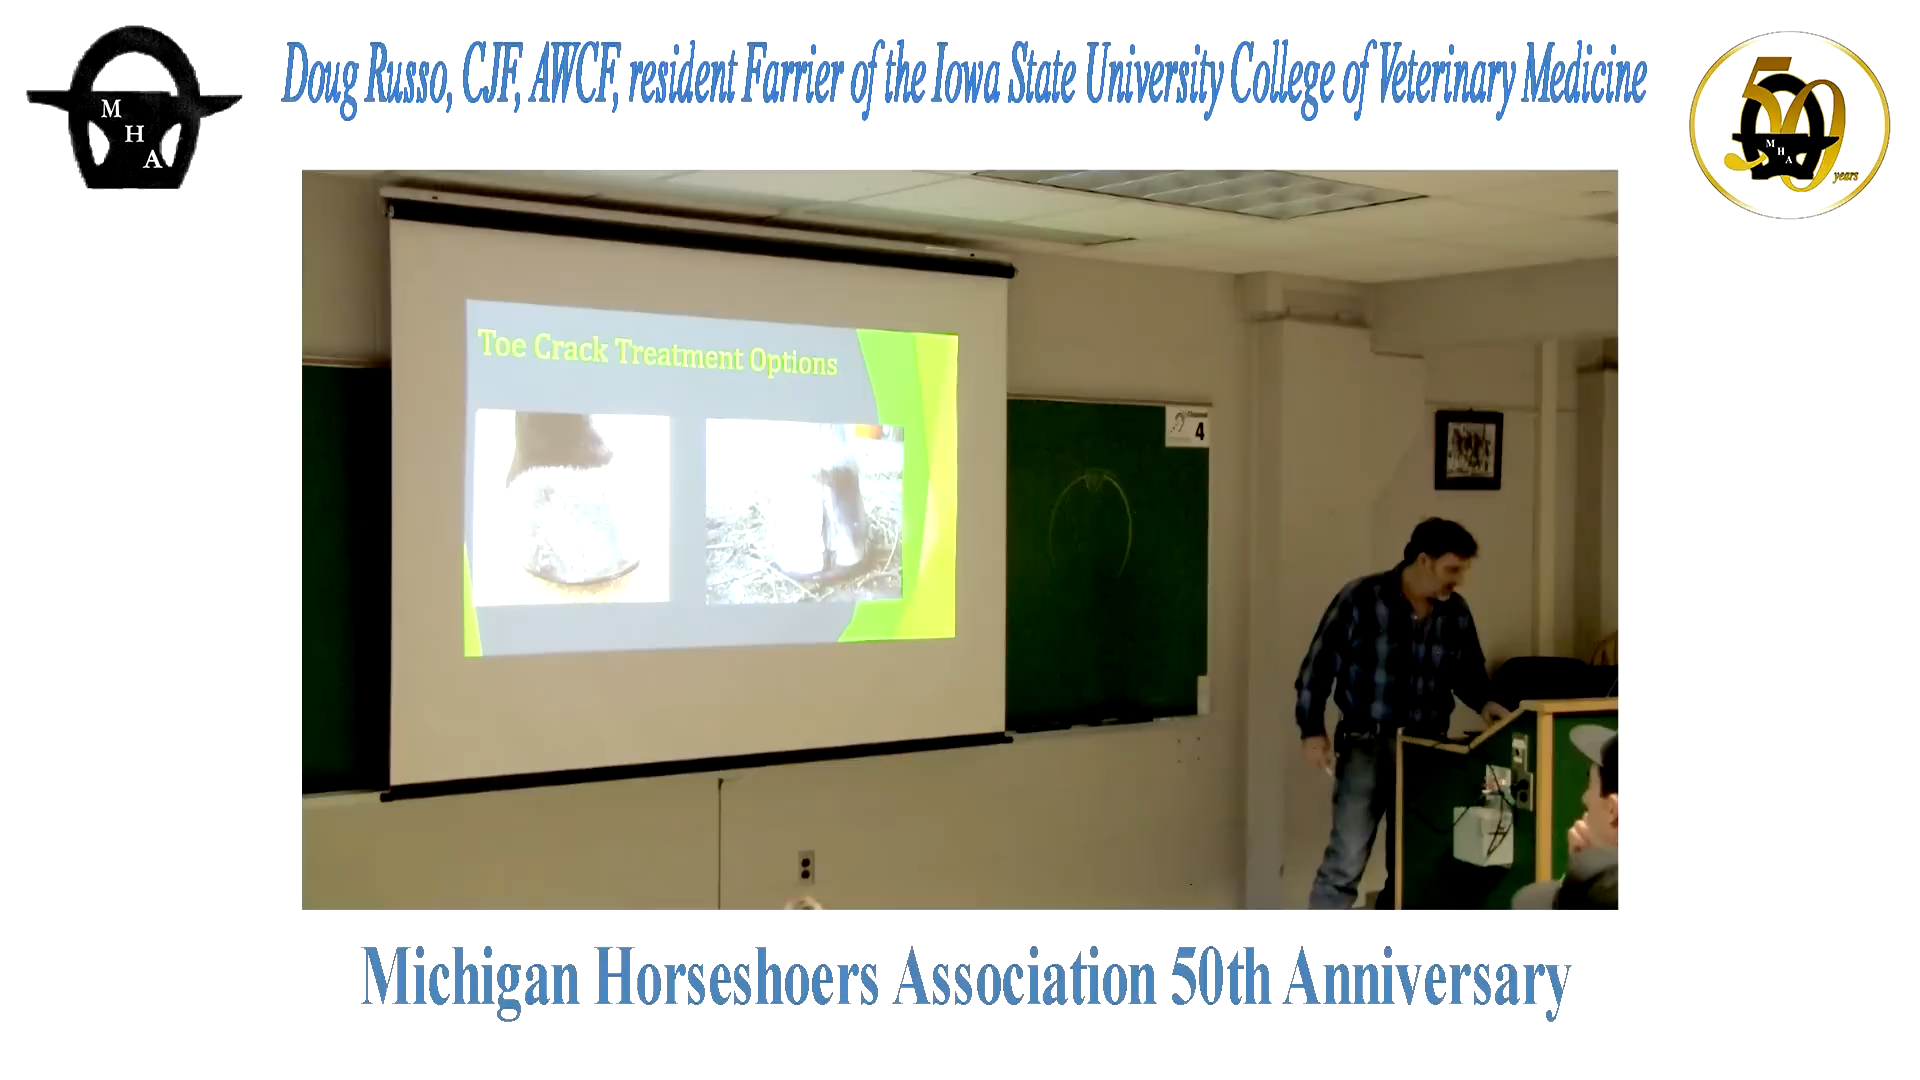 Doug Russo, CJF, AWCF, resident Farrier of the Iowa State University College of Veterinary Medicine
M
H
A
50
M
H
A
years
Toe Crack Treatment Options
4
Michigan Horseshoers Association 50th Anniversary